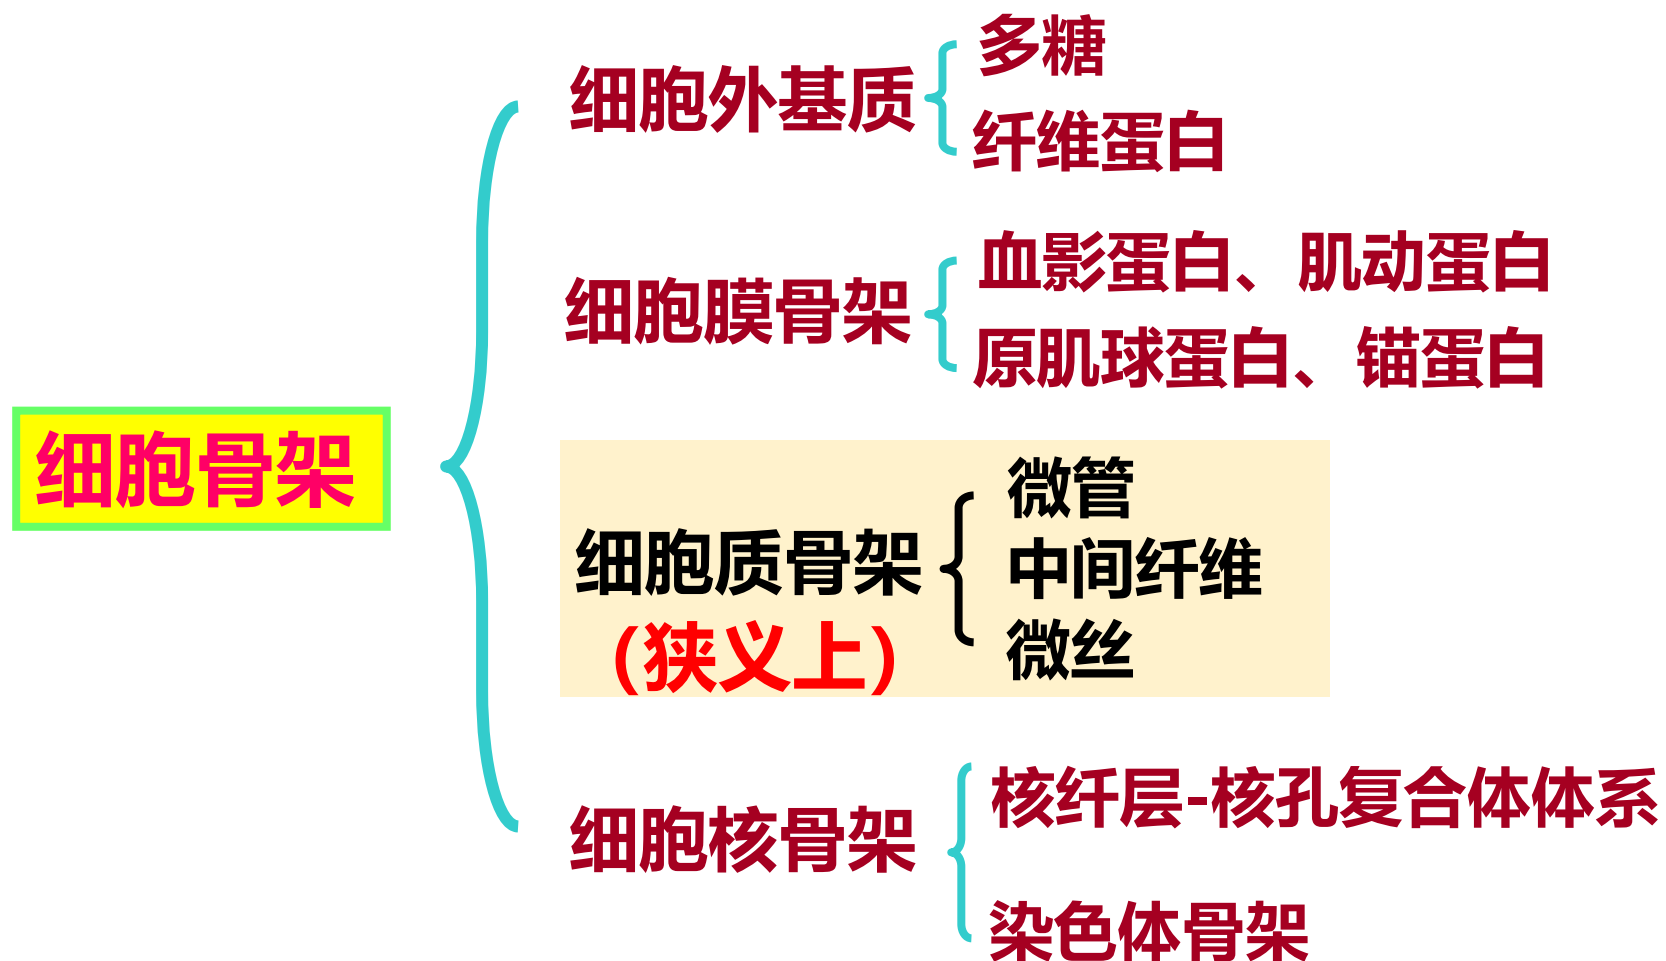 细胞骨架
细胞外基质
多糖
纤维蛋白
细胞膜骨架
血影蛋白、肌动蛋白
原肌球蛋白、锚蛋白
细胞质骨架
（狭义上）
微管
中间纤维
微丝
细胞核骨架
核纤层-核孔复合体体系
染色体骨架